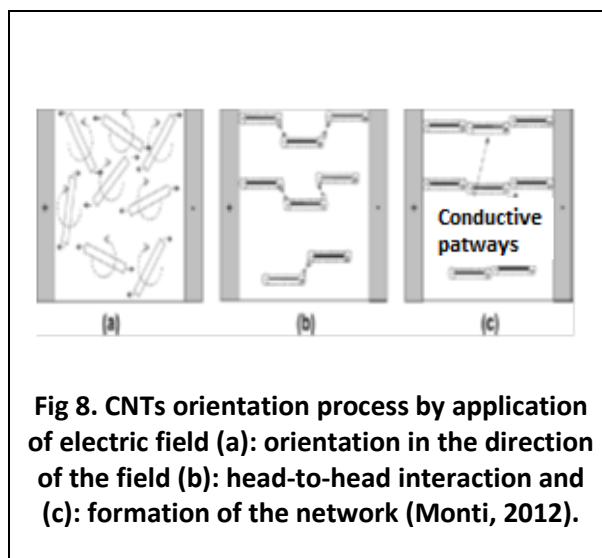 + - + - + -
Conductive
patways
(a) (b) (c)
Fig 8. CNTs orientation process by application
of electric field (a): orientation in the direction
of the field (b): head-to-head interaction and
(c): formation of the network (Monti, 2012).